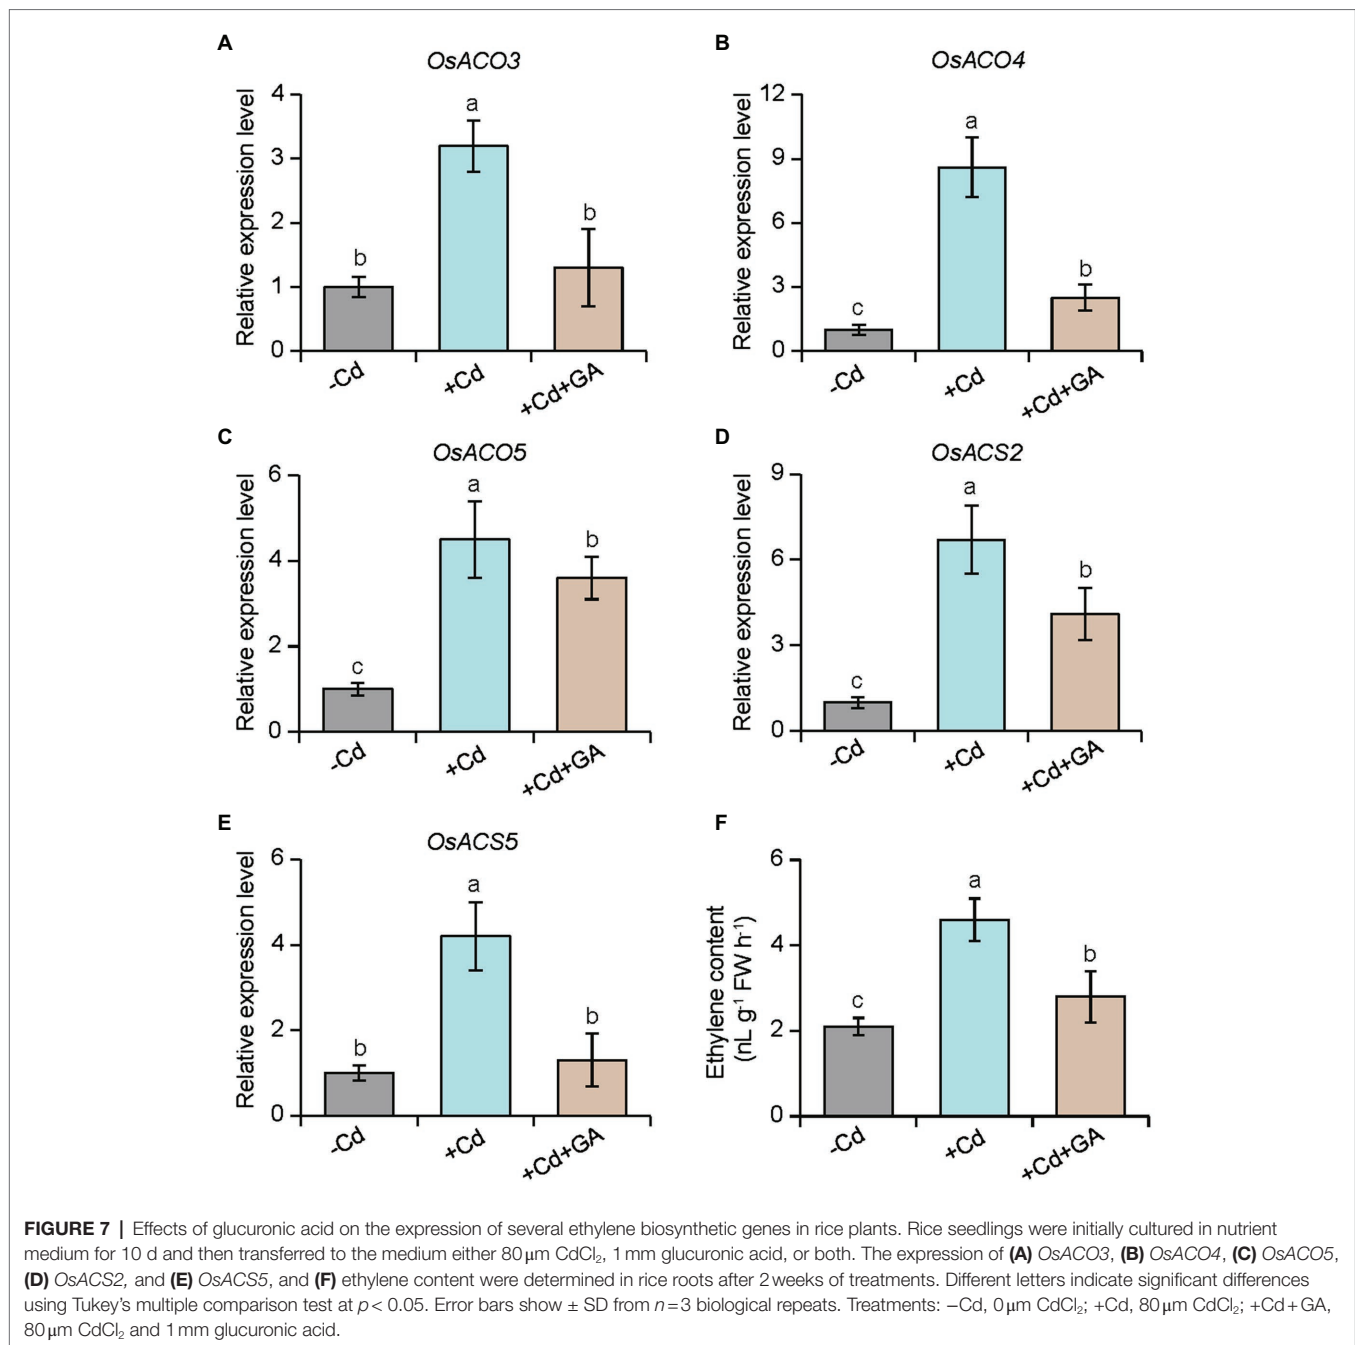 A
OsACO3
Relative expression level
4
3
2
1
0
b
a
b
-Cd
+Cd
+Cd+GA
B
OsACO4
Relative expression level
12
9
6
3
0
c
a
b
-Cd
+Cd
+Cd+GA
C
OsACO5
Relative expression level
6
4
2
0
c
a
b
-Cd
+Cd
+Cd+GA
D
OsACS2
Relative expression level
9
6
3
0
c
a
b
-Cd
+Cd
+Cd+GA
E
OsACS5
Relative expression level
6
4
2
0
b
a
b
-Cd
+Cd
+Cd+GA
F
Ethylene content
(nL g⁻¹ FW h⁻¹)
6
4
2
0
c
a
b
-Cd
+Cd
+Cd+GA
FIGURE 7 | Effects of glucuronic acid on the expression of several ethylene biosynthetic genes in rice plants. Rice seedlings were initially cultured in nutrient
medium for 10 d and then transferred to the medium either 80 μm CdCl₂, 1 mm glucuronic acid, or both. The expression of (A) OsACO3, (B) OsACO4, (C) OsACO5,
(D) OsACS2, and (E) OsACS5, and (F) ethylene content were determined in rice roots after 2 weeks of treatments. Different letters indicate significant differences
using Tukey's multiple comparison test at p < 0.05. Error bars show ± SD from n = 3 biological repeats. Treatments: −Cd, 0 μm CdCl₂; +Cd, 80 μm CdCl₂; +Cd + GA,
80 μm CdCl₂ and 1 mm glucuronic acid.